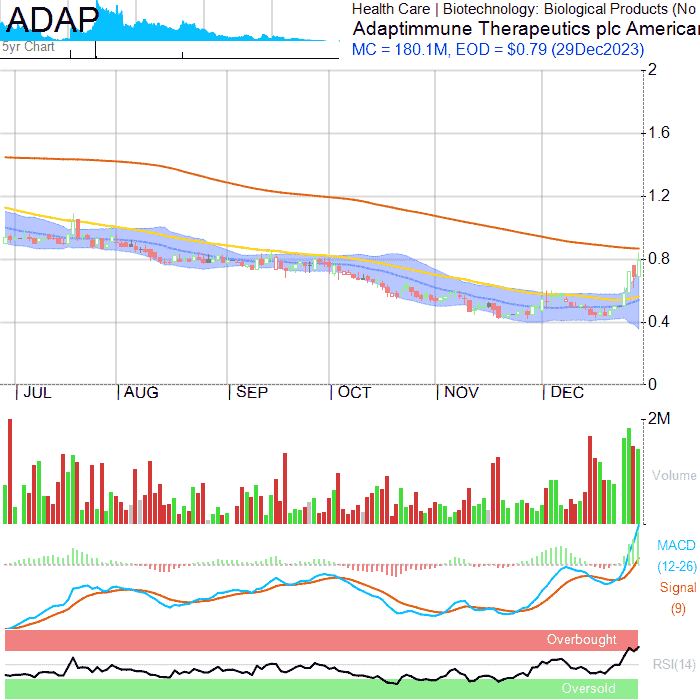 ADAP
5yr Chart
Health Care | Biotechnology: Biological Products (No
Adaptimmune Therapeutics plc American
MC = 180.1M, EOD = $0.79 (29Dec2023)
2
1.6
1.2
0.8
0.4
0
JUL AUG SEP OCT NOV DEC
2M
Volume
MACD
(12-26)
Signal
(9)
Overbought
RSI(14)
Oversold